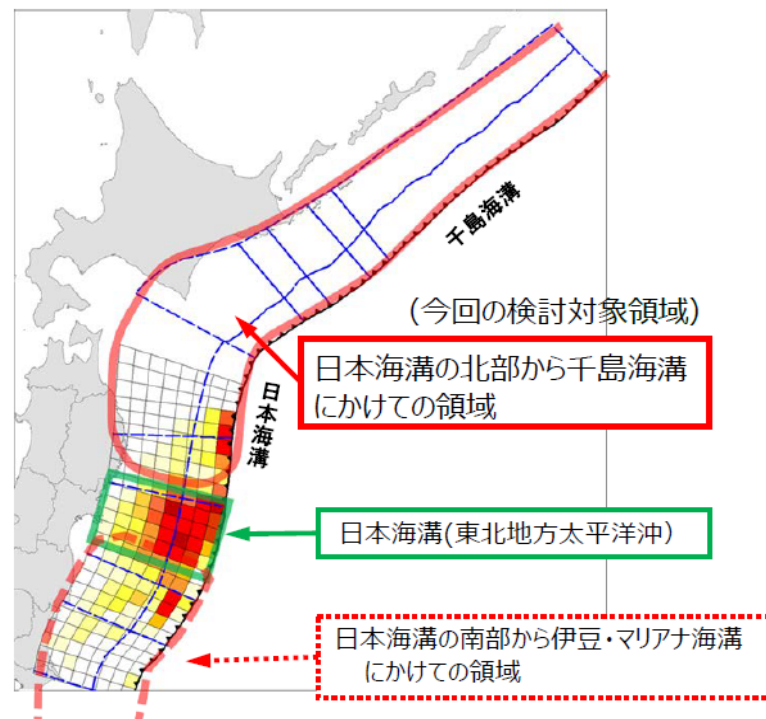 千島海溝
(今回の検討対象領域)
日本海溝の北部から千島海溝
にかけての領域
日本海溝
日本海溝(東北地方太平洋沖)
日本海溝の南部から伊豆・マリアナ海溝
にかけての領域